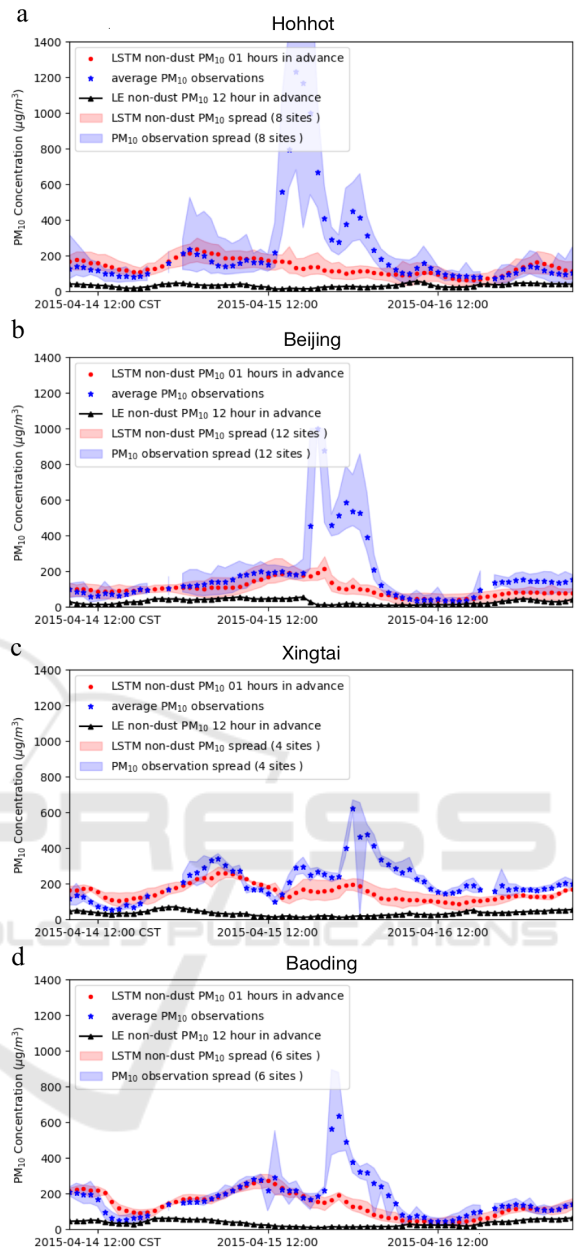 a
Hohhot
1400
1200
1000
800
600
400
200
0
PM10 Concentration (μg/m3)
LSTM non-dust PM10 01 hours in advance
average PM10 observations
LE non-dust PM10 12 hour in advance
LSTM non-dust PM10 spread (8 sites )
PM10 observation spread (8 sites )
2015-04-14 12:00 CST
2015-04-15 12:00
2015-04-16 12:00
b
Beijing
1400
1200
1000
800
600
400
200
0
PM10 Concentration (μg/m3)
LSTM non-dust PM10 01 hours in advance
average PM10 observations
LE non-dust PM10 12 hour in advance
LSTM non-dust PM10 spread (12 sites )
PM10 observation spread (12 sites )
2015-04-14 12:00 CST
2015-04-15 12:00
2015-04-16 12:00
c
Xingtai
1400
1200
1000
800
600
400
200
0
PM10 Concentration (μg/m3)
LSTM non-dust PM10 01 hours in advance
average PM10 observations
LE non-dust PM10 12 hour in advance
LSTM non-dust PM10 spread (4 sites )
PM10 observation spread (4 sites )
PRESS
PUBLICATIONS
2015-04-14 12:00 CST
2015-04-15 12:00
2015-04-16 12:00
d
Baoding
1400
1200
1000
800
600
400
200
0
PM10 Concentration (μg/m3)
LSTM non-dust PM10 01 hours in advance
average PM10 observations
LE non-dust PM10 12 hour in advance
LSTM non-dust PM10 spread (6 sites )
PM10 observation spread (6 sites )
2015-04-14 12:00 CST
2015-04-15 12:00
2015-04-16 12:00